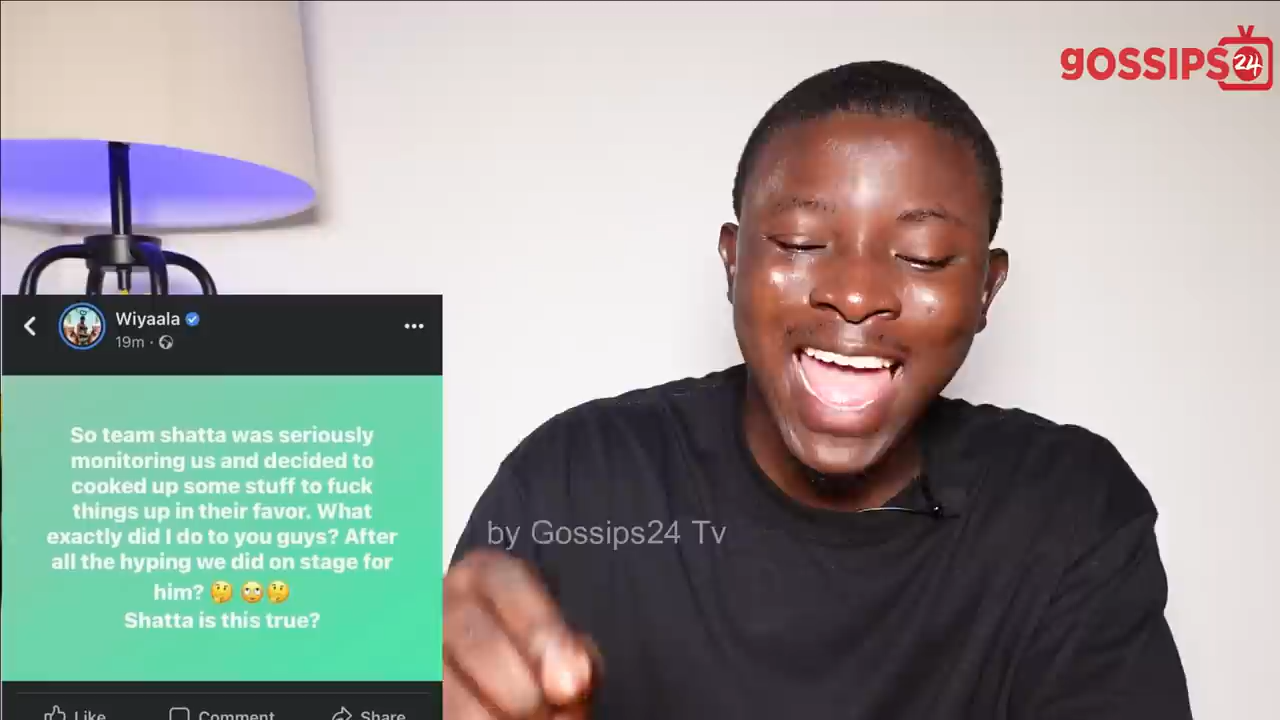 gOSSIPS 24
Wiyaala
19m
So team shatta was seriously
monitoring us and decided to
cooked up some stuff to fuck
things up in their favor. What
exactly did I do to you guys? After
all the hyping we did on stage for
him? 🤔 🙄🤔
Shatta is this true?
Like
Comment
Share
by Gossips24 Tv